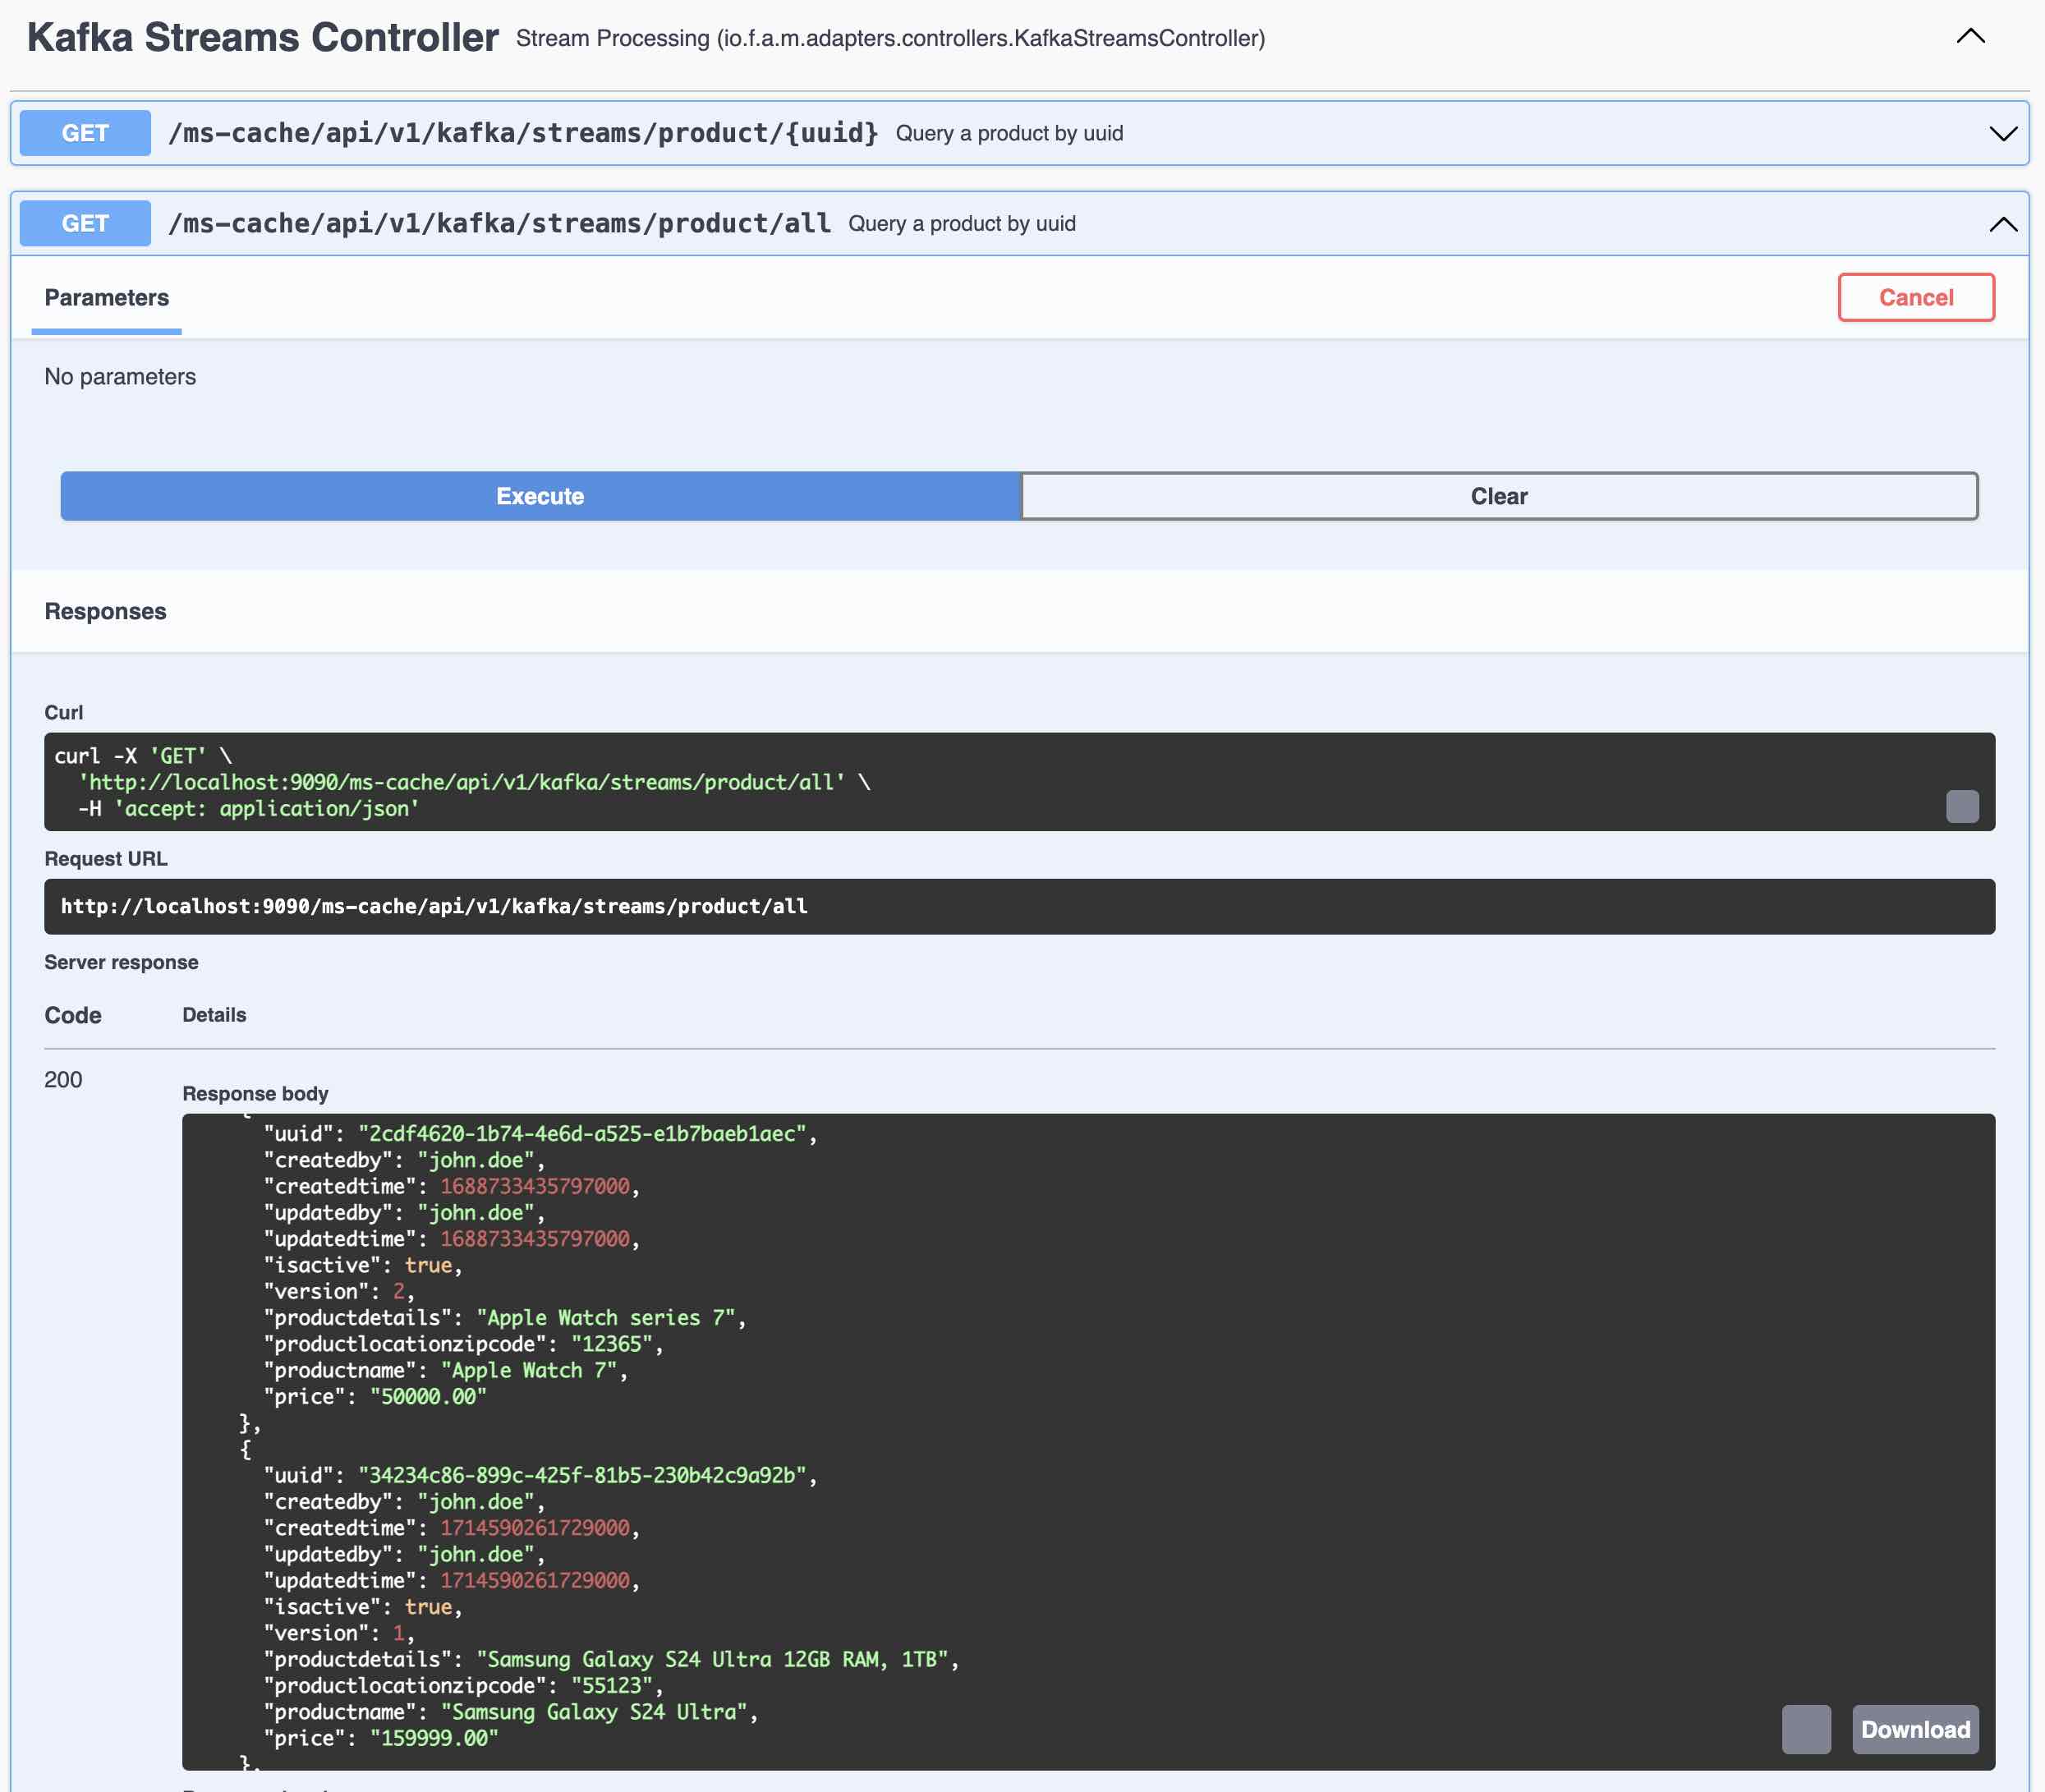 Kafka Streams Controller Stream Processing (io.f.a.m.adapters.controllers.KafkaStreamsController)
GET /ms-cache/api/v1/kafka/streams/product/{uuid} Query a product by uuid
GET /ms-cache/api/v1/kafka/streams/product/all Query a product by uuid
Parameters Cancel
No parameters
Execute Clear
Responses
Curl
curl -X 'GET' \
  'http://localhost:9090/ms-cache/api/v1/kafka/streams/product/all' \
  -H 'accept: application/json'
Request URL
http://localhost:9090/ms-cache/api/v1/kafka/streams/product/all
Server response
Code Details
200
Response body
{
"uuid": "2cdf4620-1b74-4e6d-a525-e1b7baeb1aec",
"createdby": "john.doe",
"createdtime": 1688733435797000,
"updatedby": "john.doe",
"updatedtime": 1688733435797000,
"isactive": true,
"version": 2,
"productdetails": "Apple Watch series 7",
"productlocationzipcode": "12365",
"productname": "Apple Watch 7",
"price": "50000.00"
},
{
"uuid": "34234c86-899c-425f-81b5-230b42c9a92b",
"createdby": "john.doe",
"createdtime": 1714590261729000,
"updatedby": "john.doe",
"updatedtime": 1714590261729000,
"isactive": true,
"version": 1,
"productdetails": "Samsung Galaxy S24 Ultra 12GB RAM, 1TB",
"productlocationzipcode": "55123",
"productname": "Samsung Galaxy S24 Ultra",
"price": "159999.00"
},
Download